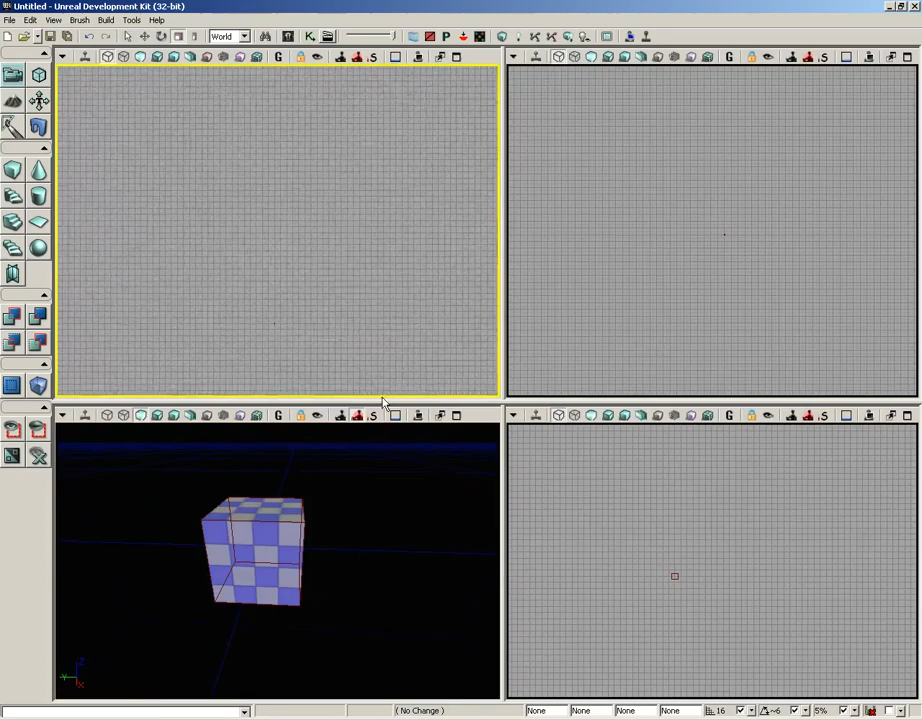 Untitled - Unreal Development Kit (32-bit)
File Edit View Brush Build Tools Help
World K P
G S G S
G S G S
Z
Y
X
( No Change ) None None None None 16 ~6 5%